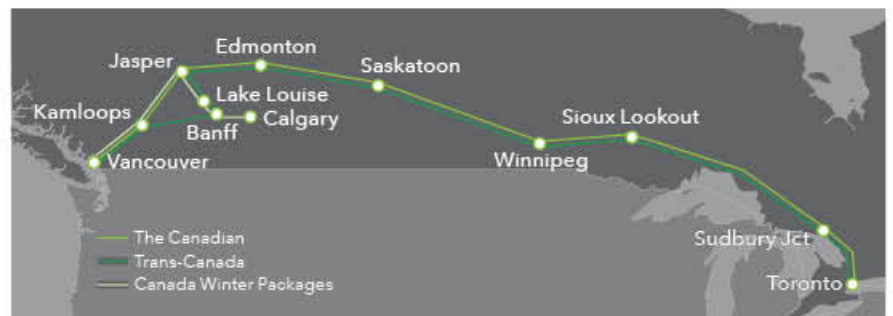 Edmonton
Jasper
Saskatoon
Lake Louise
Kamloops
Calgary
Sioux Lookout
Banff
Vancouver
Winnipeg
The Canadian
Sudbury Jct
Trans-Canada
Canada Winter Packages
Toronto